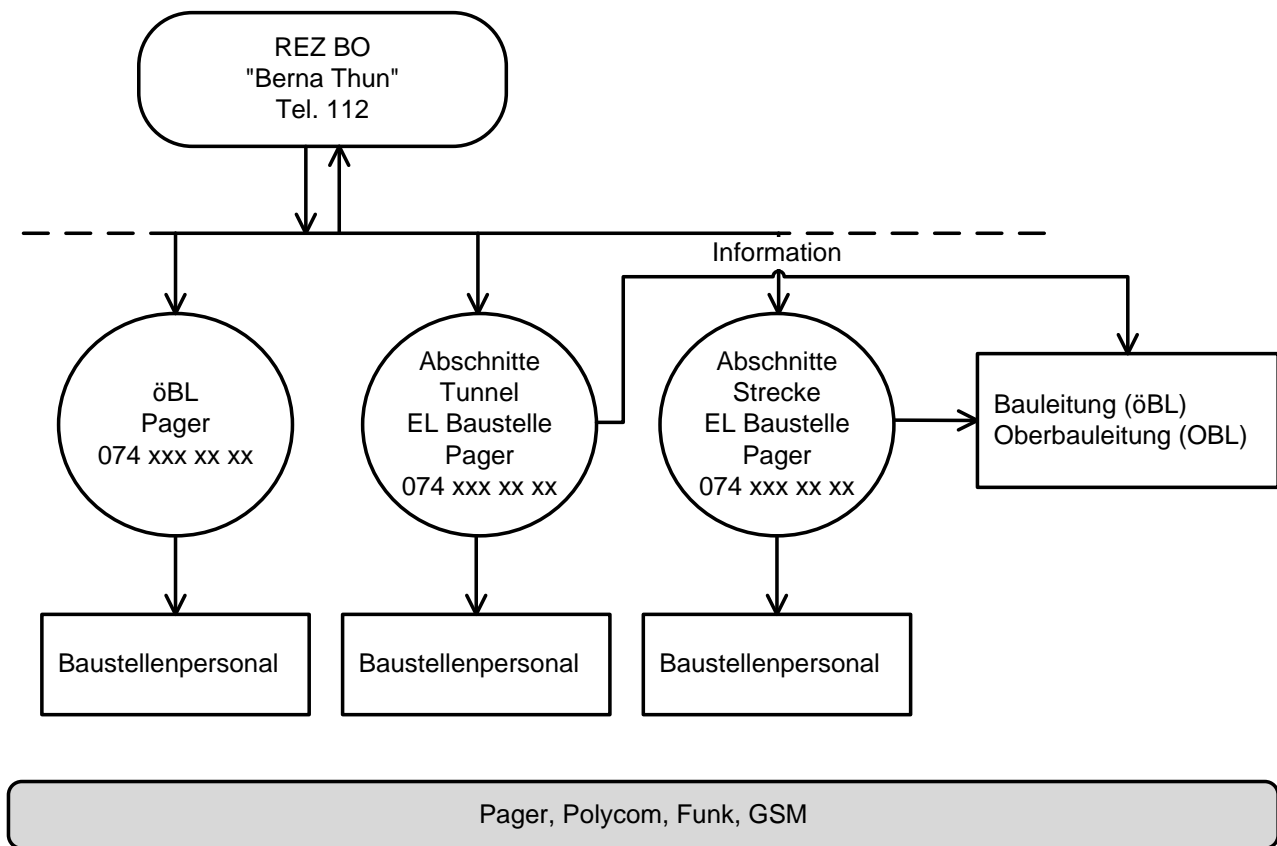 REZ BO
"Berna Thun"
Tel. 112
Information
öBL
Pager
074 xxx xx xx
Abschnitte
Tunnel
EL Baustelle
Pager
074 xxx xx xx
Abschnitte
Strecke
EL Baustelle
Pager
074 xxx xx xx
Bauleitung (öBL)
Oberbauleitung (OBL)
Baustellenpersonal
Baustellenpersonal
Baustellenpersonal
Pager, Polycom, Funk, GSM